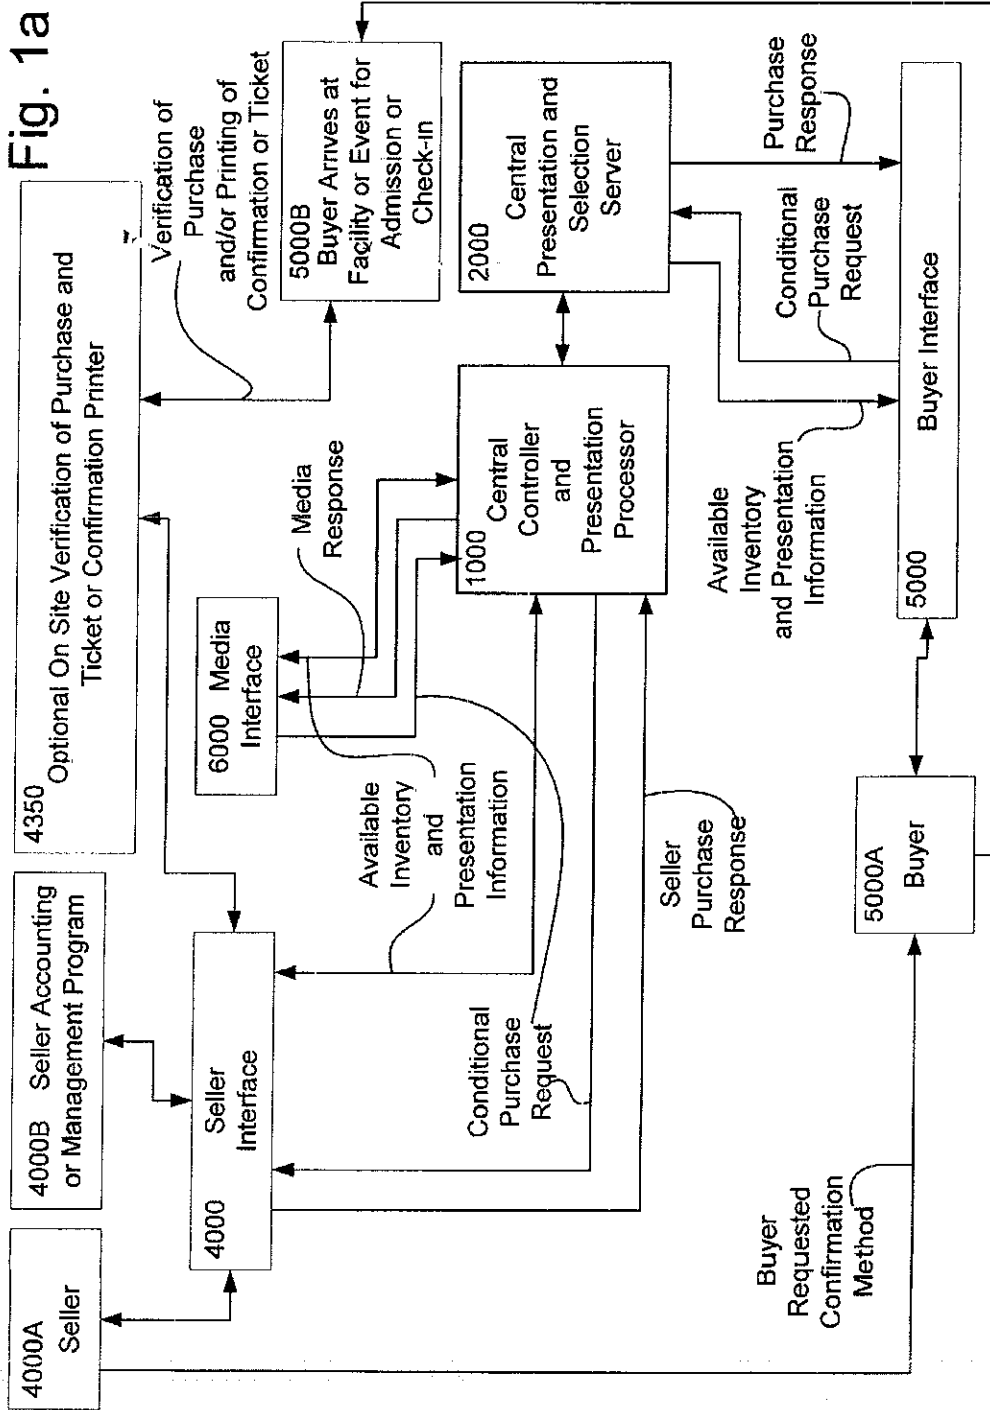 Fig. 1a
4350
Optional On Site Verification of Purchase and
Ticket or Confirmation Printer
Verification of
Purchase
and/or Printing of
Confirmation or Ticket
5000B
Buyer Arrives at
Facility or Event for
Admission or
Check-in
4000A
Seller
4000B Seller Accounting
or Management Program
4000
Seller
Interface
6000 Media
Interface
Media
Response
Available
Inventory
and
Presentation
Information
1000
Central
Controller
and
Presentation
Processor
2000
Central
Presentation and
Selection
Server
Conditional
Purchase
Request
Seller
Purchase
Response
Available
Inventory
and Presentation
Information
Conditional
Purchase
Request
Purchase
Response
Buyer
Requested
Confirmation
Method
5000A
Buyer
5000
Buyer Interface